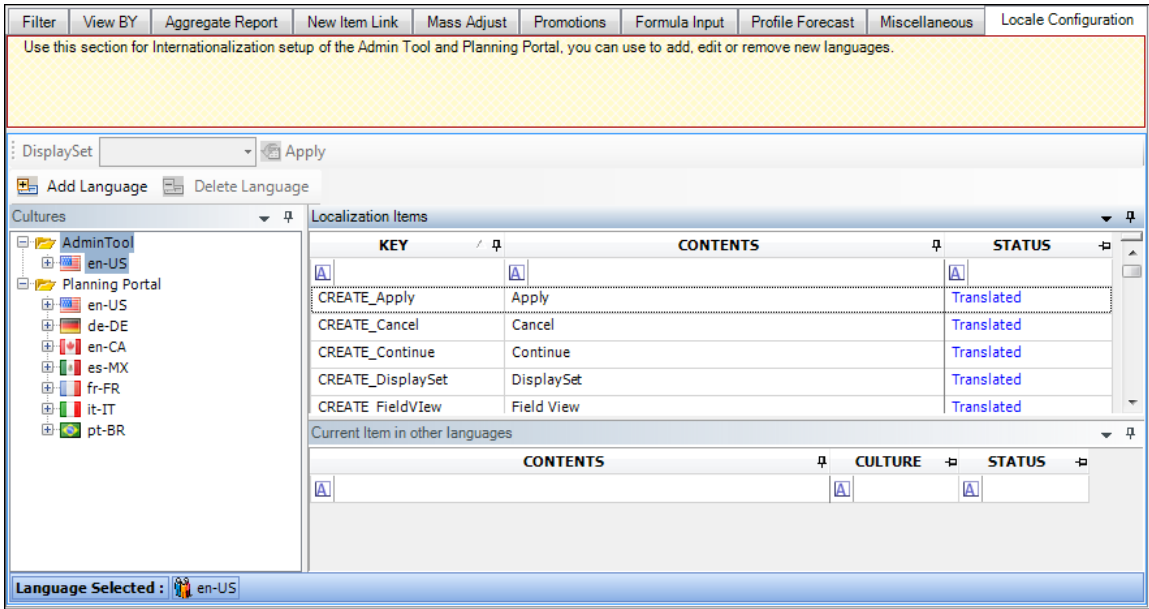 Filter View BY Aggregate Report New Item Link Mass Adjust Promotions Formula Input Profile Forecast Miscellaneous Locale Configuration
Use this section for Internationalization setup of the Admin Tool and Planning Portal, you can use to add, edit or remove new languages.
DisplaySet Apply
Add Language Delete Language
Cultures
AdminTool
en-US
Planning Portal
en-US
de-DE
en-CA
es-MX
fr-FR
it-IT
pt-BR
Localization Items
KEY CONTENTS STATUS
A A A
CREATE_Apply Apply Translated
CREATE_Cancel Cancel Translated
CREATE_Continue Continue Translated
CREATE_DisplaySet DisplaySet Translated
CREATE_FieldVIew Field View Translated
Current Item in other languages
CONTENTS CULTURE STATUS
A A A
Language Selected : en-US